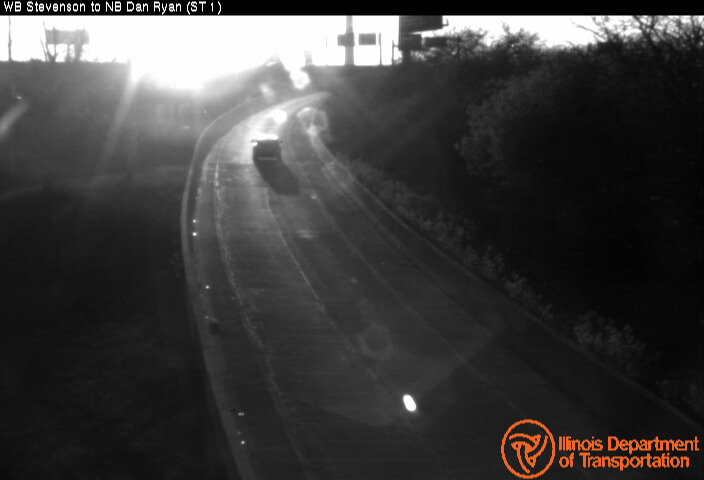 WB Stevenson to NB Dan Ryan (ST 1)
Illinois Department
of Transportation